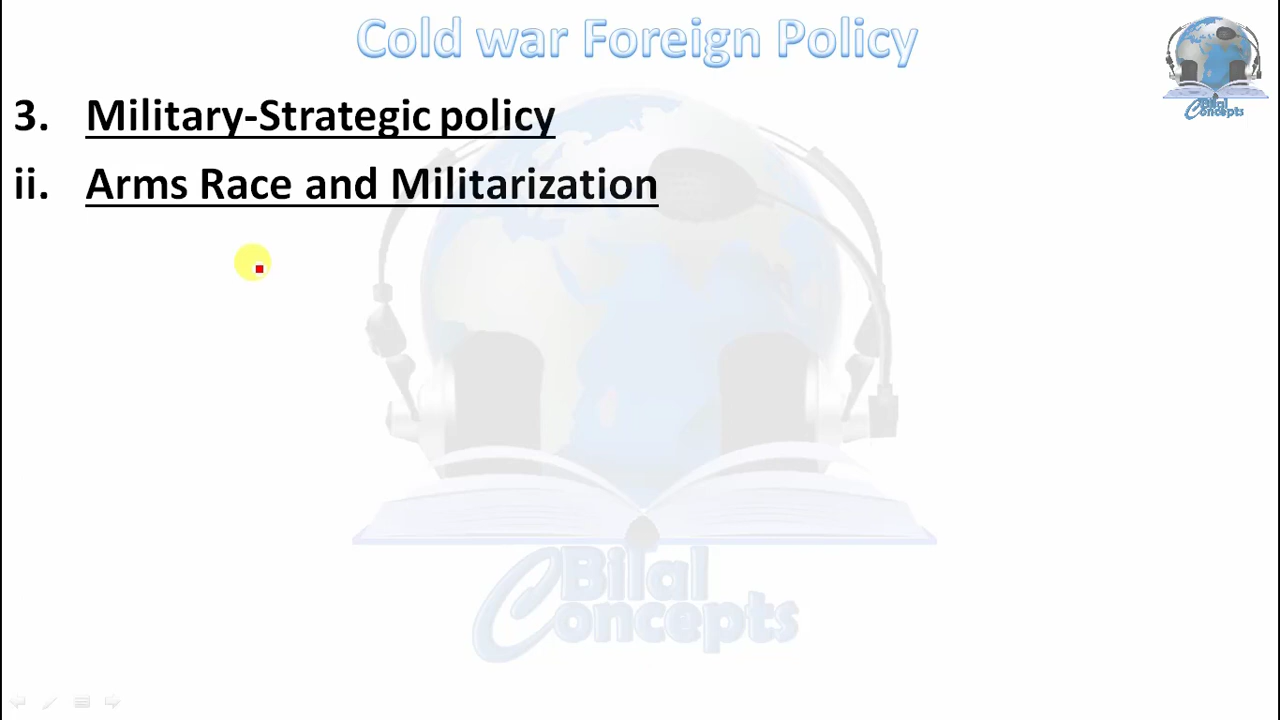 Cold war Foreign Policy
3. Military-Strategic policy
ii. Arms Race and Militarization
Bilal
Concepts
Bilal
Concepts